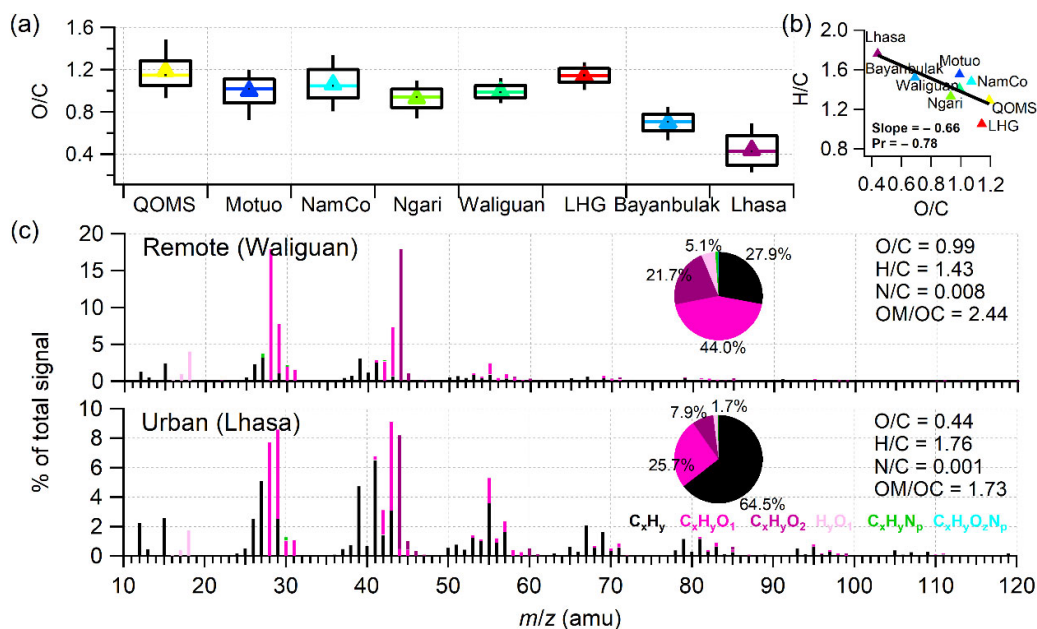 (a)
1.6
1.2
0.8
0.4
O/C
QOMS Motuo NamCo Ngari Waliguan LHG Bayanbulak Lhasa
(b)
1.6
1.2
0.8
H/C
Lhasa
Bayanbulak
Motuo
Waliguan
NamCo
Ngari
QOMS
LHG
Slope = – 0.66
Pr = – 0.78
0.4 0.6 0.8 1.0 1.2
O/C
(c)
20
15
10
5
0
Remote (Waliguan)
5.1%
27.9%
21.7%
44.0%
O/C = 0.99
H/C = 1.43
N/C = 0.008
OM/OC = 2.44
% of total signal
10
8
6
4
2
0
Urban (Lhasa)
7.9%
1.7%
25.7%
64.5%
O/C = 0.44
H/C = 1.76
N/C = 0.001
OM/OC = 1.73
CxHy CxHyO1 CxHyO2 HyO1 CxHyNp CxHyOzNp
10 20 30 40 50 60 70 80 90 100 110 120
m/z (amu)